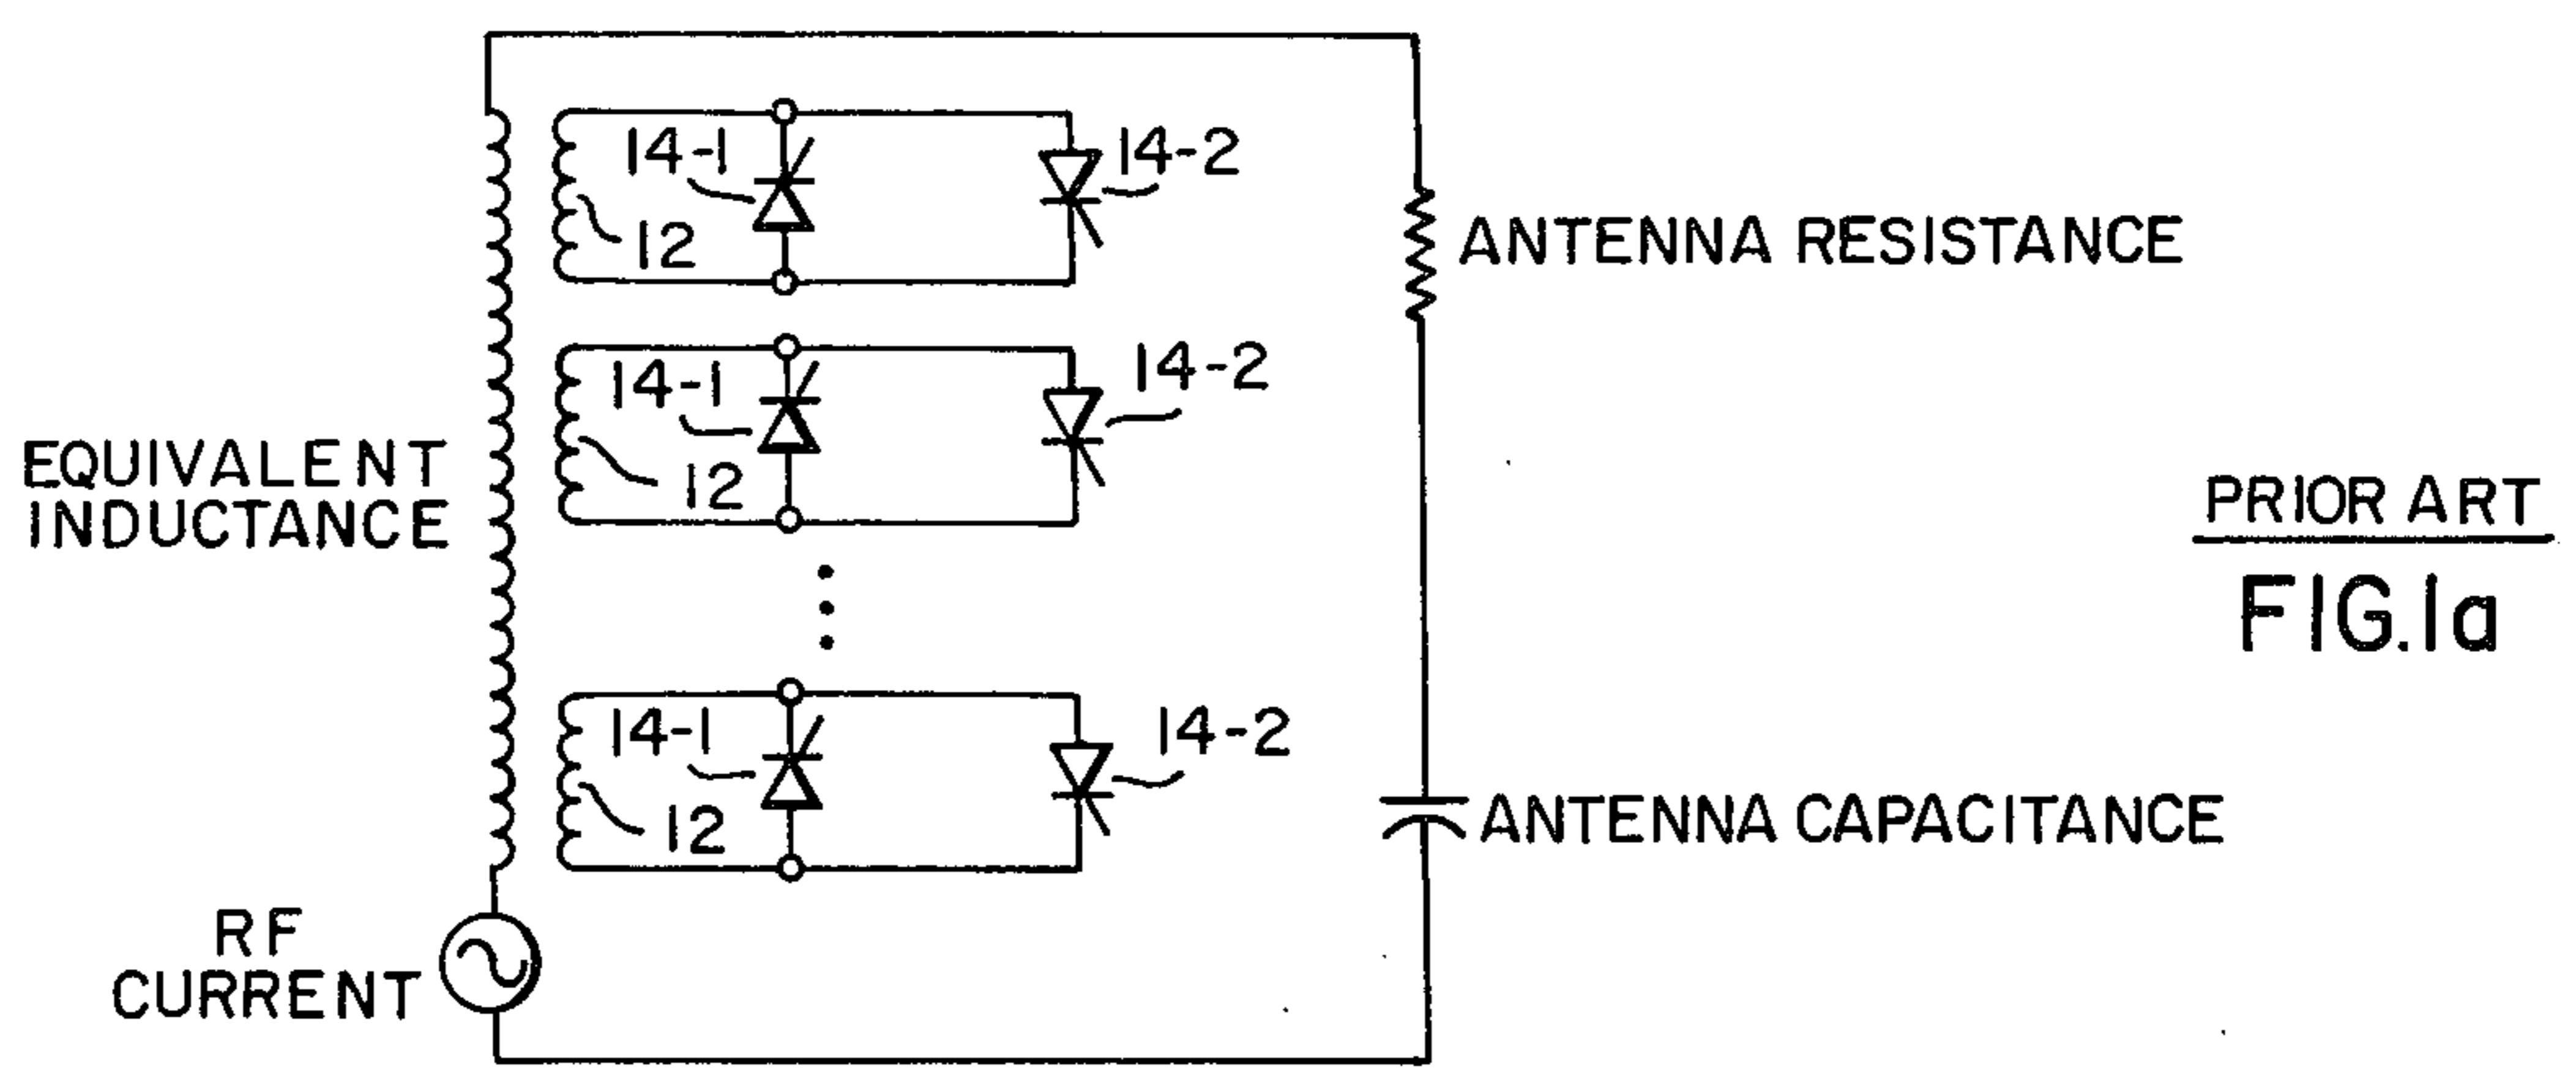 14-1
14-2
12
ANTENNA RESISTANCE
14-1
14-2
12
EQUIVALENT
INDUCTANCE
PRIOR ART
FIG.1a
14-1
14-2
12
ANTENNA CAPACITANCE
RF
CURRENT